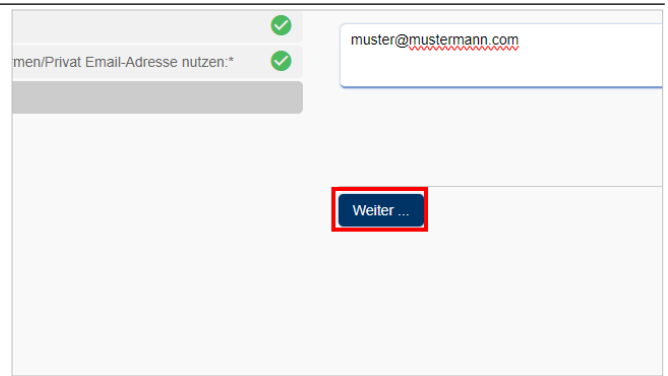 muster@mustermann.com
men/Privat Email-Adresse nutzen:*
Weiter ...